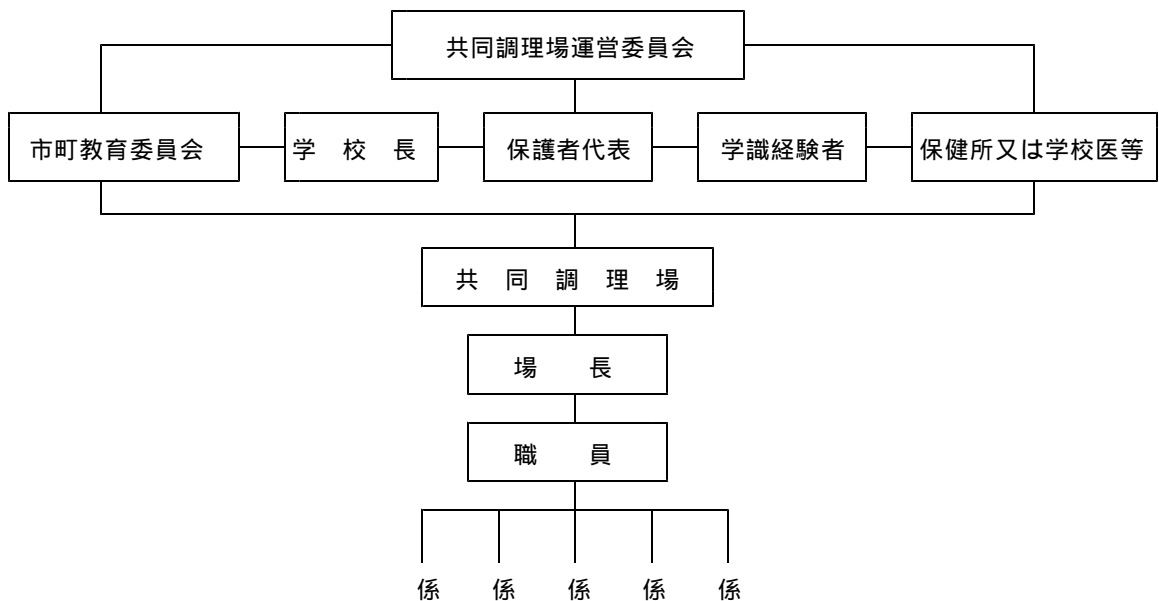 共同調理場運営委員会
市町教育委員会 学 校 長 保護者代表 学識経験者 保健所又は学校医等
共 同 調 理 場
場 長
職 員
係 係 係 係 係